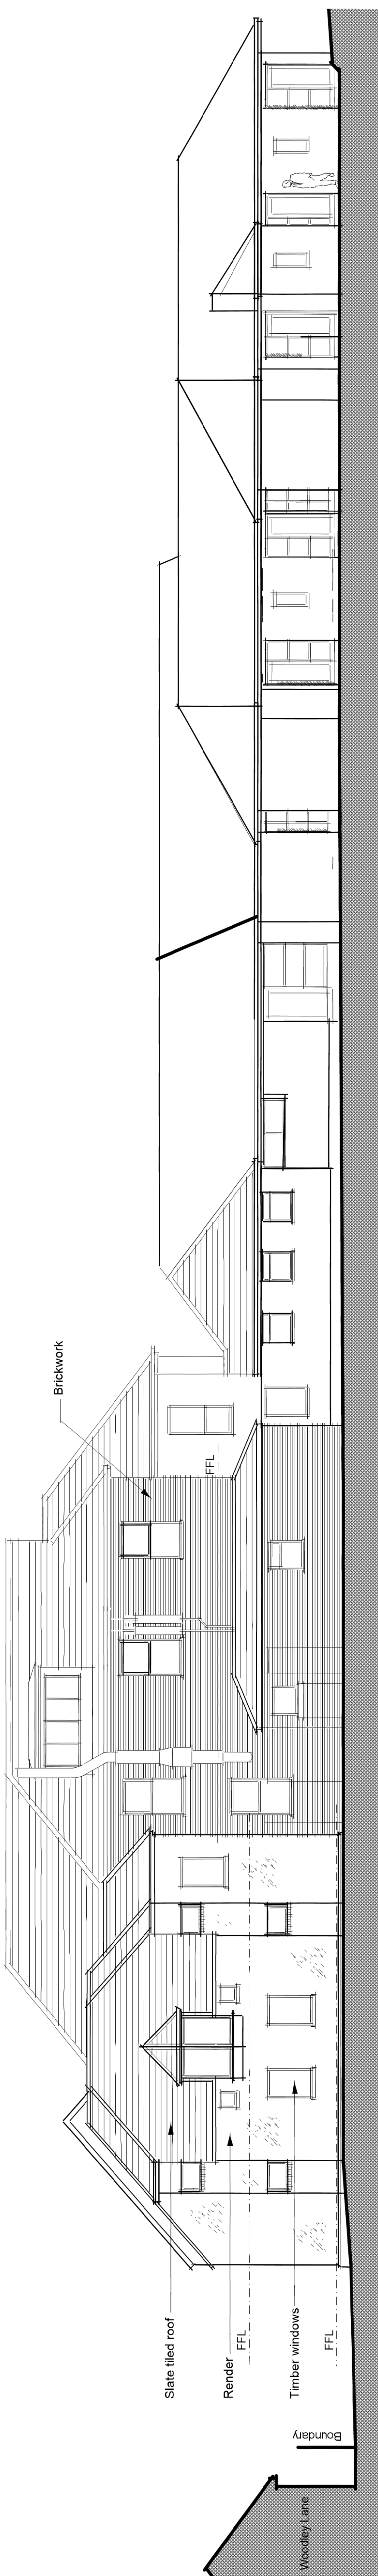 Brickwork
FFL
Slate tiled roof
Render
FFL
Timber windows
FFL
Boundary
Woodley Lane